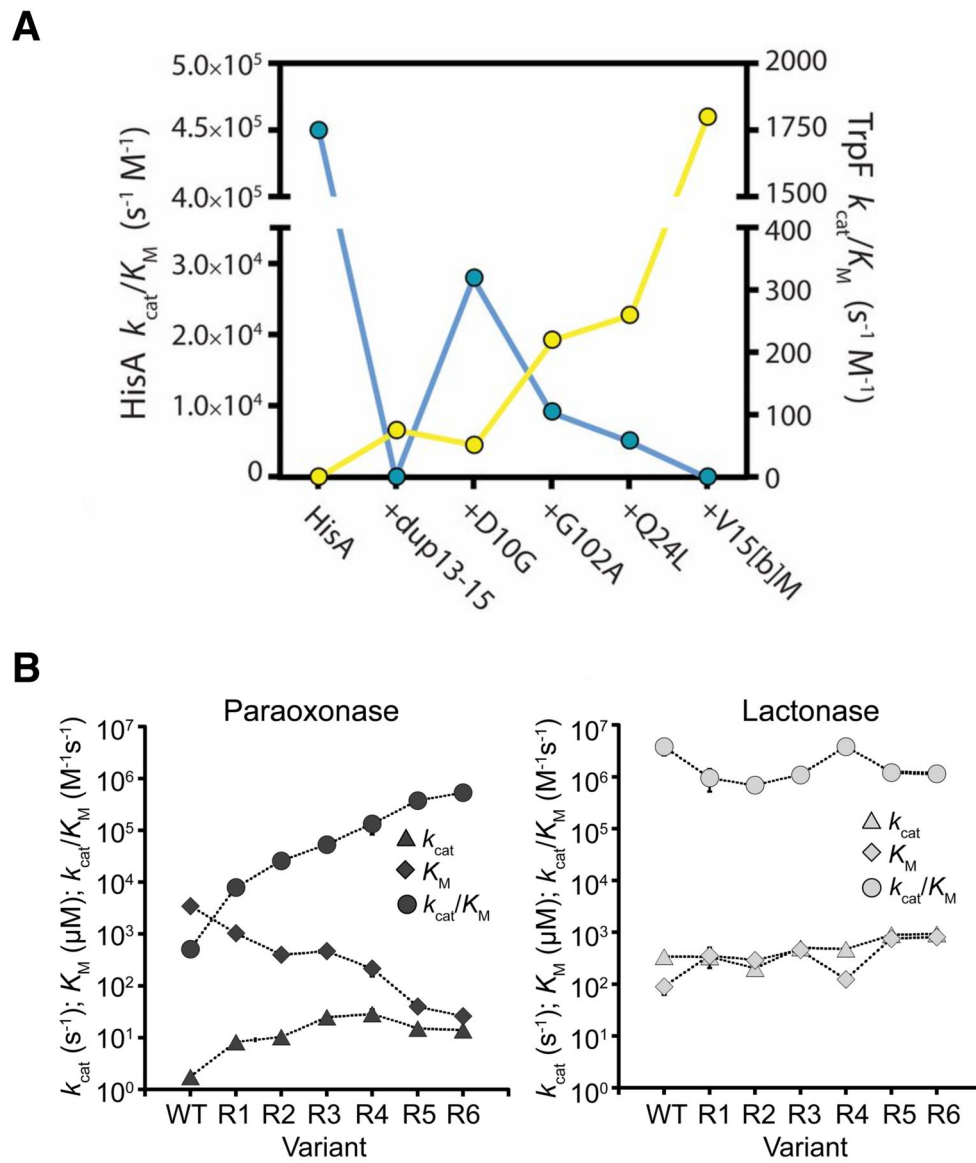 A
5.0×10⁵
4.5×10⁵
4.0×10⁵
3.0×10⁴
2.0×10⁴
1.0×10⁴
0
HisA kcat/KM (s⁻¹ M⁻¹)
2000
1750
1500
400
300
200
100
0
TrpF kcat/KM (s⁻¹ M⁻¹)
HisA
+dup13-15
+D10G
+G102A
+Q24L
+V15[b]M
B
Paraoxonase
kcat (s⁻¹); KM (µM); kcat/KM (M⁻¹s⁻¹)
10⁷
10⁶
10⁵
10⁴
10³
10²
10¹
10⁰
kcat
KM
kcat/KM
WT R1 R2 R3 R4 R5 R6
Variant
Lactonase
kcat (s⁻¹); KM (µM); kcat/KM (M⁻¹s⁻¹)
10⁷
10⁶
10⁵
10⁴
10³
10²
10¹
10⁰
kcat
KM
kcat/KM
WT R1 R2 R3 R4 R5 R6
Variant